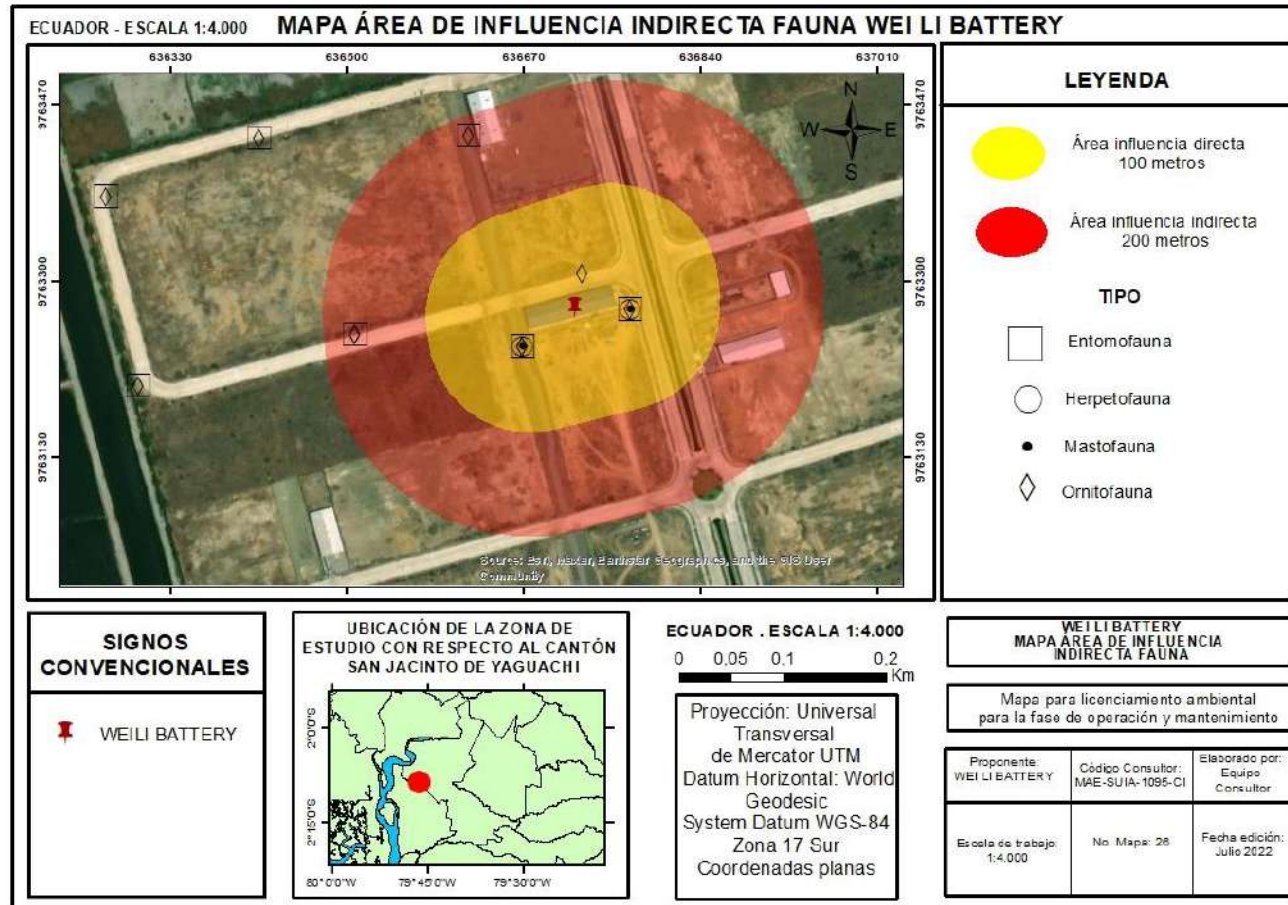 ECUADOR - ESCALA 1:4.000
MAPA ÁREA DE INFLUENCIA INDIRECTA FAUNA WEI LI BATTERY
636330
636500
636670
636840
637010
9763470
9763300
9763130
9763470
9763300
9763130
N
W
E
S
Source: Esri, Maxar, Earthstar Geographics, and the GIS User
Community
LEYENDA
Área influencia directa
100 metros
Área influencia indirecta
200 metros
TIPO
Entomofauna
Herpetofauna
Mastofauna
Ornitofauna
SIGNOS
CONVENCIONALES
WEILI BATTERY
UBICACIÓN DE LA ZONA DE
ESTUDIO CON RESPECTO AL CANTÓN
SAN JACINTO DE YAGUACHI
2°0'0"S
2°15'0"S
80°0'0"W
79°45'0"W
79°30'0"W
ECUADOR . ESCALA 1:4.000
0 0,05 0,1 0,2
Km
Proyección: Universal
Transversal
de Mercator UTM
Datum Horizontal: World
Geodesic
System Datum WGS-84
Zona 17 Sur
Coordenadas planas
WEI LI BATTERY
MAPA ÁREA DE INFLUENCIA
INDIRECTA FAUNA
Mapa para licenciamiento ambiental
para la fase de operación y mantenimiento
Proponente:
WEI LI BATTERY
Código Consultor:
MAE-SUIA-1095-CI
Elaborado por:
Equipo
Consultor
Escala de trabajo:
1:4.000
No. Mapa: 26
Fecha edición:
Julio 2022